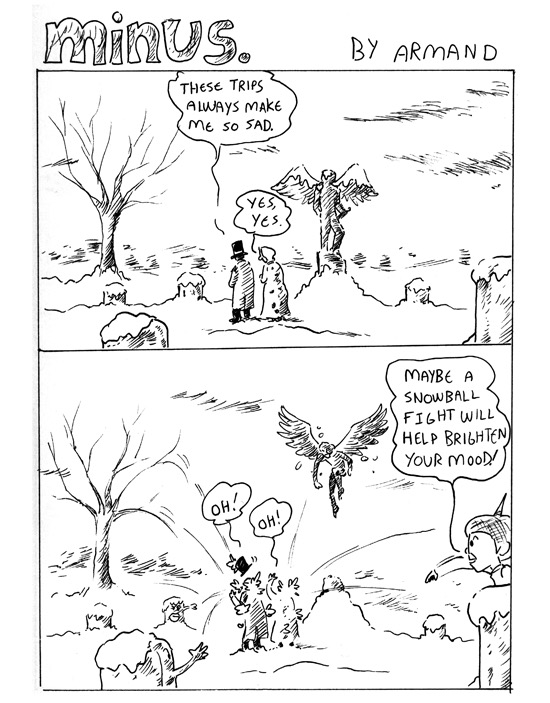 minus.
BY ARMAND
THESE TRIPS
ALWAYS MAKE
ME SO SAD.
YES,
YES.
MAYBE A
SNOWBALL
FIGHT WILL
HELP BRIGHTEN
YOUR MOOD!
OH!
OH!